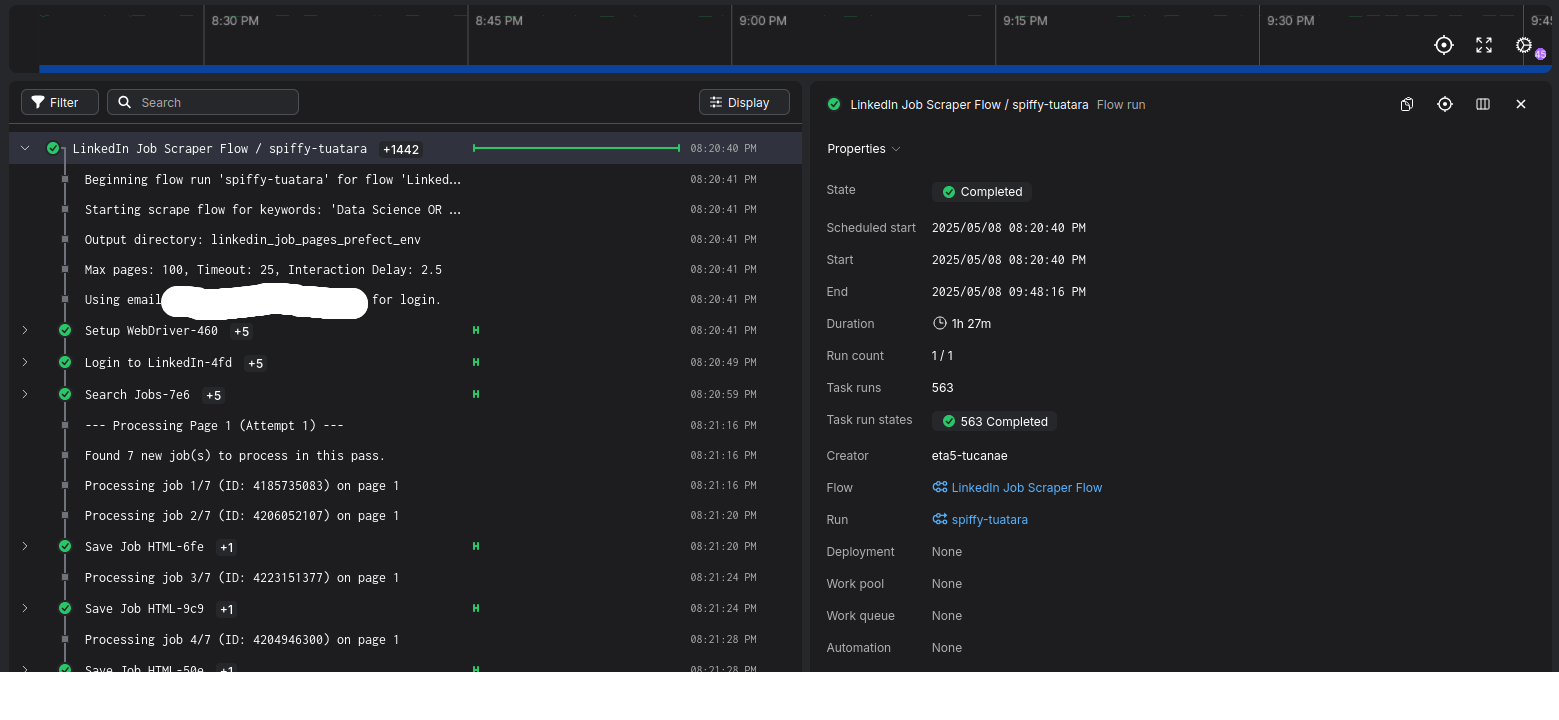 8:30 PM 8:45 PM 9:00 PM 9:15 PM 9:30 PM 9:45
45
Filter Search Display
LinkedIn Job Scraper Flow / spiffy-tuatara +1442 08:20:40 PM
Beginning flow run 'spiffy-tuatara' for flow 'Linked... 08:20:41 PM
Starting scrape flow for keywords: 'Data Science OR ... 08:20:41 PM
Output directory: linkedin_job_pages_prefect_env 08:20:41 PM
Max pages: 100, Timeout: 25, Interaction Delay: 2.5 08:20:41 PM
Using email for login. 08:20:41 PM
Setup WebDriver-460 +5 08:20:41 PM
Login to LinkedIn-4fd +5 08:20:49 PM
Search Jobs-7e6 +5 08:20:59 PM
--- Processing Page 1 (Attempt 1) --- 08:21:16 PM
Found 7 new job(s) to process in this pass. 08:21:16 PM
Processing job 1/7 (ID: 4185735083) on page 1 08:21:16 PM
Processing job 2/7 (ID: 4206052107) on page 1 08:21:20 PM
Save Job HTML-6fe +1 08:21:20 PM
Processing job 3/7 (ID: 4223151377) on page 1 08:21:24 PM
Save Job HTML-9c9 +1 08:21:24 PM
Processing job 4/7 (ID: 4204946300) on page 1 08:21:28 PM
Save Job HTML-50e +1 08:21:28 PM
LinkedIn Job Scraper Flow / spiffy-tuatara Flow run
Properties
State Completed
Scheduled start 2025/05/08 08:20:40 PM
Start 2025/05/08 08:20:40 PM
End 2025/05/08 09:48:16 PM
Duration 1h 27m
Run count 1 / 1
Task runs 563
Task run states 563 Completed
Creator eta5-tucanae
Flow LinkedIn Job Scraper Flow
Run spiffy-tuatara
Deployment None
Work pool None
Work queue None
Automation None